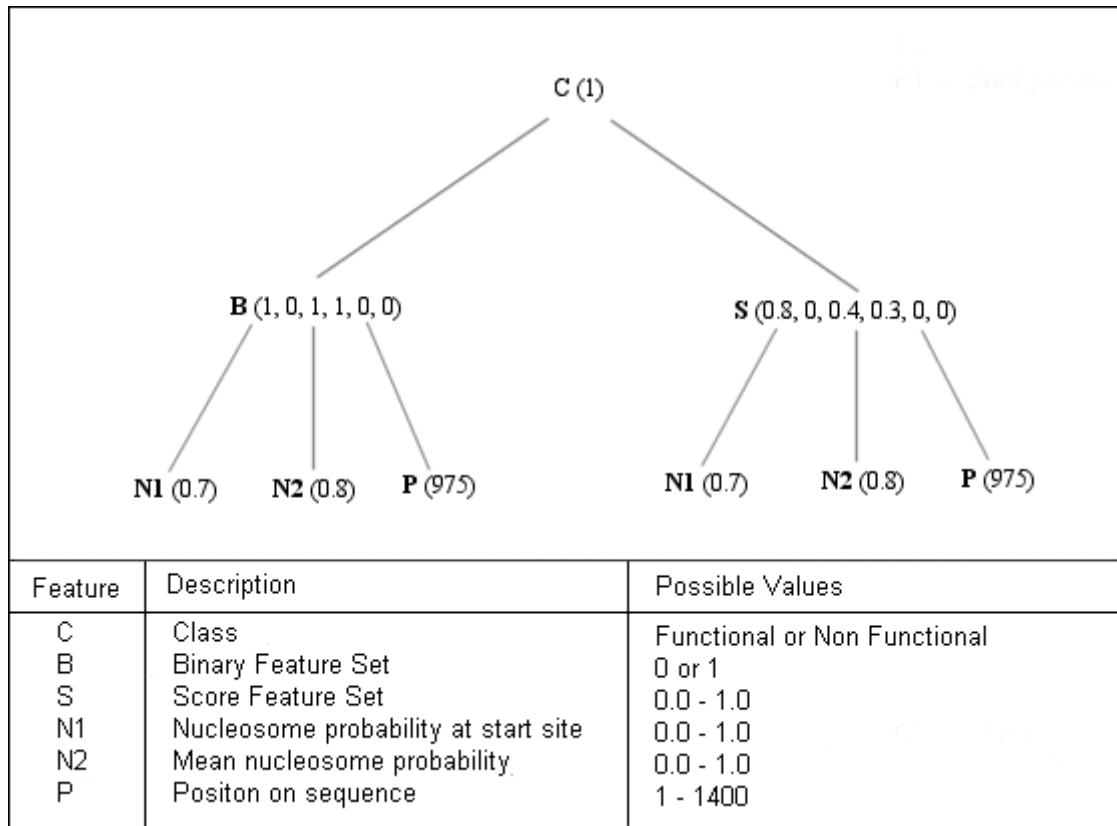 C (1)
B (1, 0, 1, 1, 0, 0)
S (0.8, 0, 0.4, 0.3, 0, 0)
N1 (0.7)
N2 (0.8)
P (975)
N1 (0.7)
N2 (0.8)
P (975)
Feature Description Possible Values
C Class Functional or Non Functional
B Binary Feature Set 0 or 1
S Score Feature Set 0.0 - 1.0
N1 Nucleosome probability at start site 0.0 - 1.0
N2 Mean nucleosome probability 0.0 - 1.0
P Positon on sequence 1 - 1400